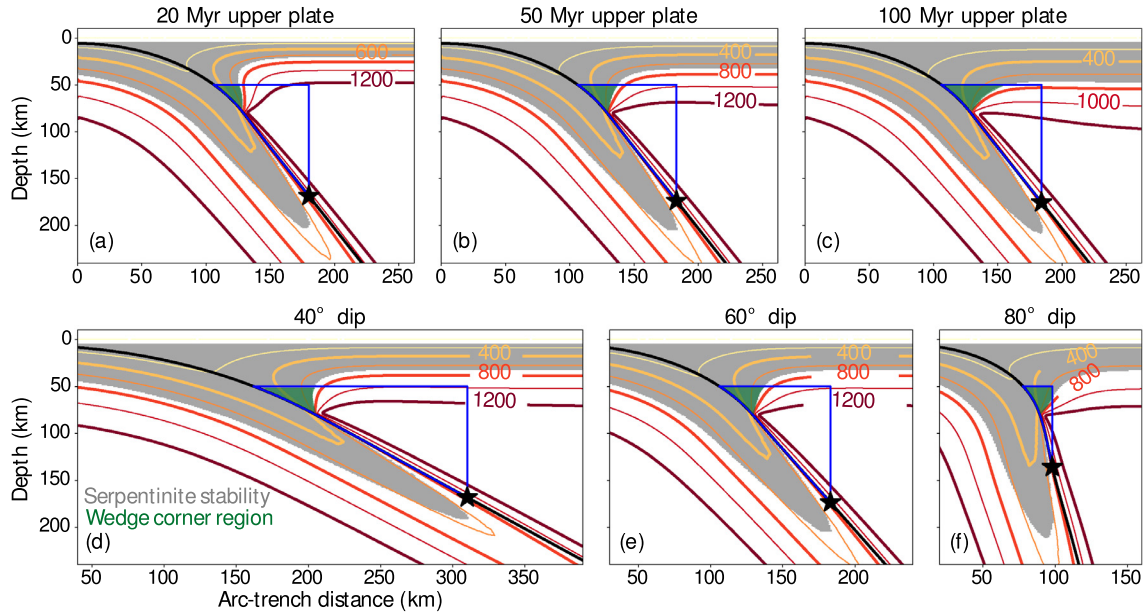 20 Myr upper plate
50 Myr upper plate
100 Myr upper plate
0
50
100
150
200
Depth (km)
600
1200
(a)
0 50 100 150 200 250
400
800
1200
(b)
0 50 100 150 200 250
400
1000
(c)
0 50 100 150 200 250
40° dip
60° dip
80° dip
0
50
100
150
200
Depth (km)
400
800
1200
Serpentinite stability
Wedge corner region
(d)
50 100 150 200 250 300 350
Arc-trench distance (km)
400
800
1200
(e)
50 100 150 200
400
800
(f)
50 100 150